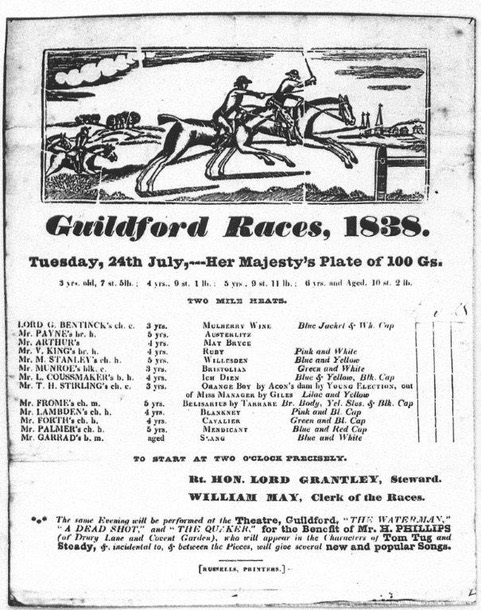 Guildford Races, 1838.
Tuesday, 24th July,—Her Majesty's Plate of 100 Gs.
3 yrs. old, 7 st. 5lb. ; 4 yrs., 9 st. 1 lb. ; 5 yrs., 9 st. 11 lb. ; 6 yrs. and Aged, 10 st. 2 lb.
TWO MILE HEATS.
LORD G. BENTINCK's ch. c. 3 yrs. MULBERRY WINE Blue Jacket & Wh. Cap
Mr. PAYNE's br. h. 5 yrs. AUSTERLITZ
Mr. ARTHUR's 4 yrs. MAY BRYCE
Mr. V. KING's br. h. 4 yrs. RUBY Pink and White
Mr. M. STANLEY's ch. h. 5 yrs. WILLESDEN Blue and Yellow
Mr. MUNROE's blk. c. 3 yrs. BRISTOLIAN Green and White
Mr. L. COUSSMAKER's b. h. 4 yrs. ICH DIEN Blue & Yellow, Blk. Cap
Mr. T. H. STIRLING's ch. c. 3 yrs. ORANGE BOY by ACON's dam by YOUNG ELECTION, out
of MISS MANAGER by GILES Lilac and Yellow
Mr. FROME's ch. m. 5 yrs. BELISARIUS by TARRARE Br. Body, Yel. Slvs. & Blk. Cap
Mr. LAMBDEN's ch. h. 4 yrs. BLANKNEY Pink and Bl. Cap
Mr. FORTH's ch. h. 4 yrs. CAVALIER Green and Bl. Cap
Mr. PALMER's ch. h. 5 yrs. MENDICANT Blue and Red Cap
Mr. GARRAD's b. m. aged SLANG Blue and White
TO START AT TWO O'CLOCK PRECISELY.
Rt. HON. LORD GRANTLEY, Steward.
WILLIAM MAY, Clerk of the Races.
*** The same Evening will be performed at the Theatre, Guildford, "THE WATERMAN,"
"A DEAD SHOT," and "THE QUAKER," for the Benefit of Mr. H. PHILLIPS
(of Drury Lane and Covent Garden), who will appear in the Characters of Tom Tug and
Steady, &. incidental to, & between the Pieces, will give several new and popular Songs.
[RUSSELLS, PRINTERS.]